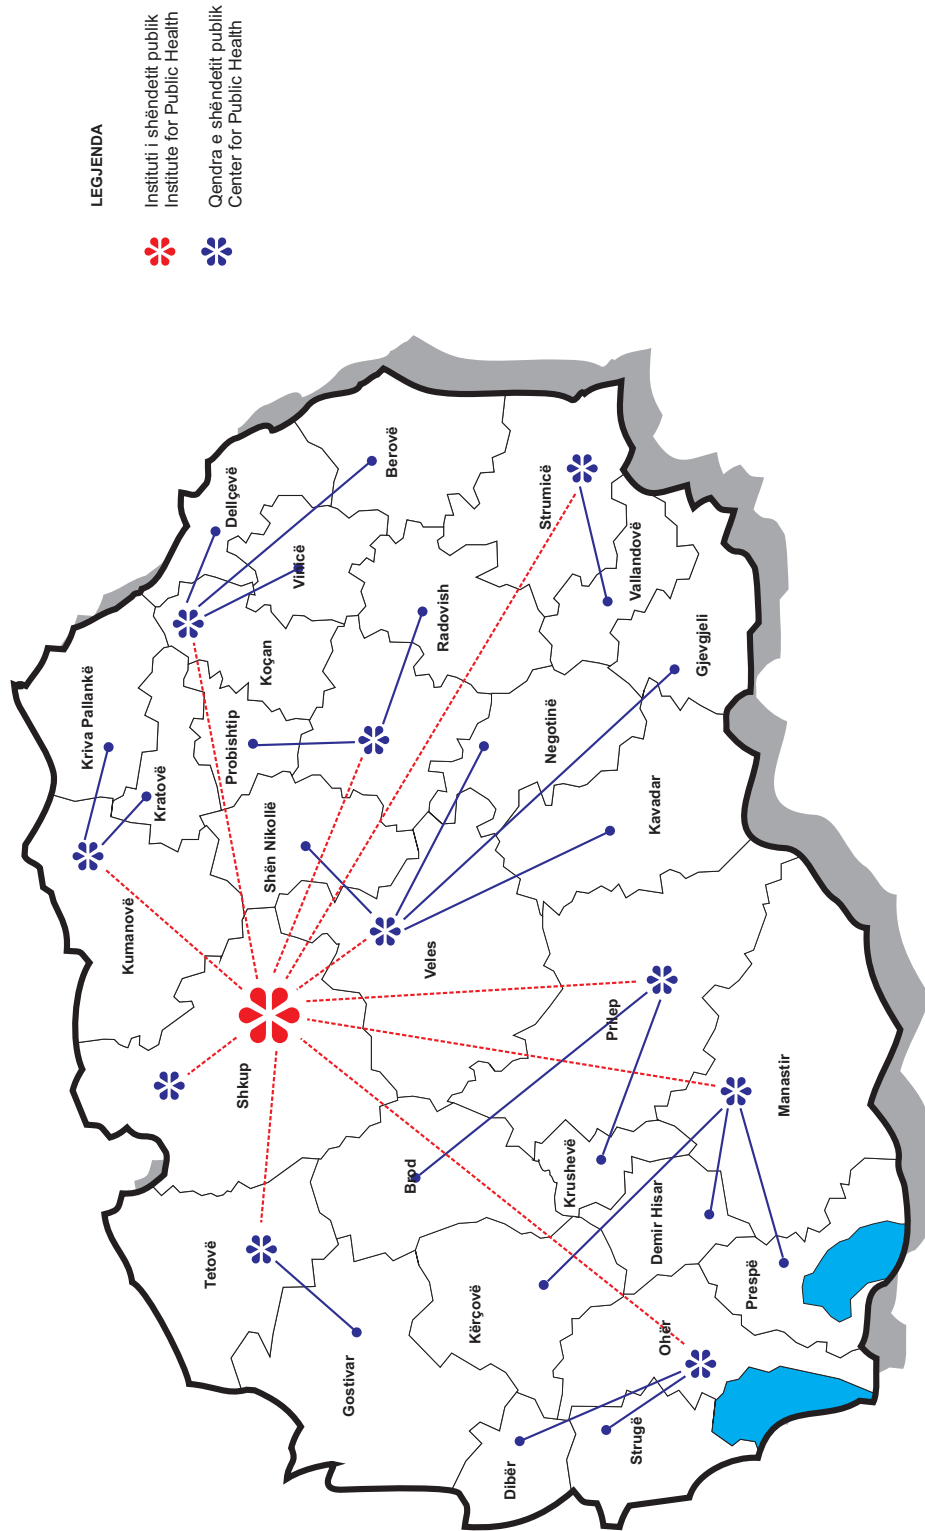 LEGJENDA
Instituti i shëndetit publik
Institute for Public Health
Qendra e shëndetit publik
Center for Public Health
Kriva Pallankë
Kratovë
Kumanovë
Dellçevë
Berovë
Vinicë
Koçan
Probishtip
Shën Nikollë
Radovish
Strumicë
Vallandovë
Gjevgjeli
Negotinë
Kavadar
Veles
Shkup
Tetovë
Gostivar
Brod
Krushevë
Prilep
Manastir
Demir Hisar
Prespë
Kërçovë
Ohër
Dibër
Strugë